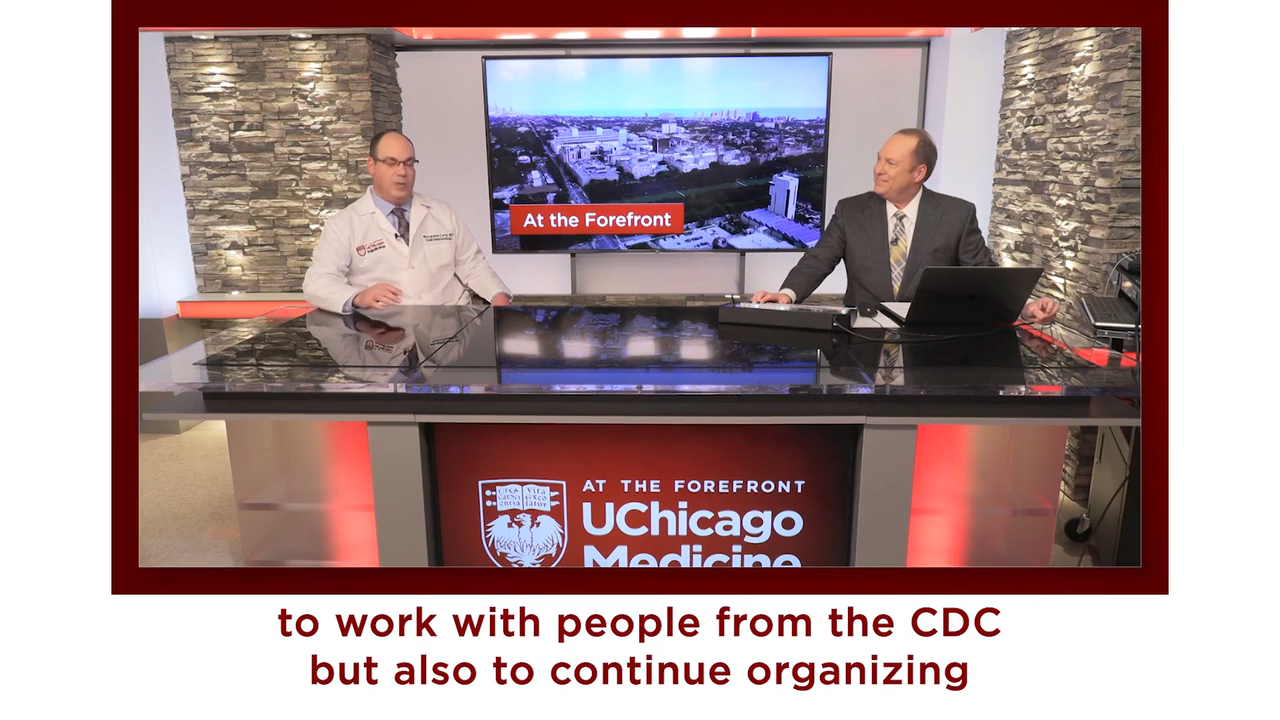 At the Forefront
AT THE FOREFRONT
UChicago
Medicine
to work with people from the CDC
but also to continue organizing